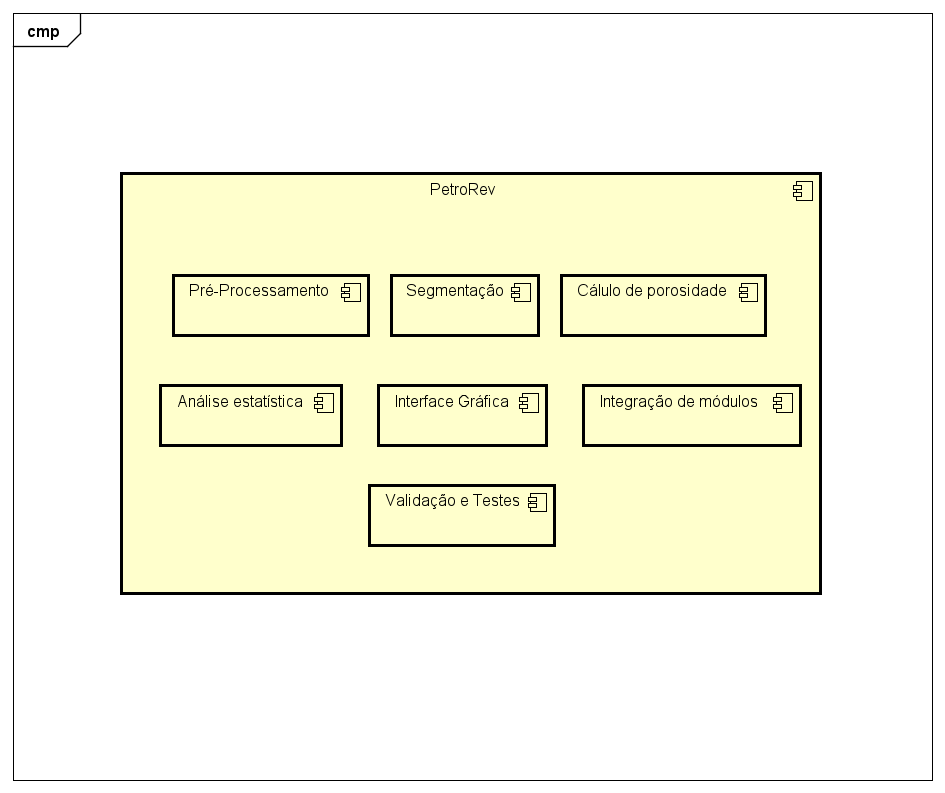 cmp
PetroRev
Pré-Processamento
Segmentação
Cálulo de porosidade
Análise estatística
Interface Gráfica
Integração de módulos
Validação e Testes